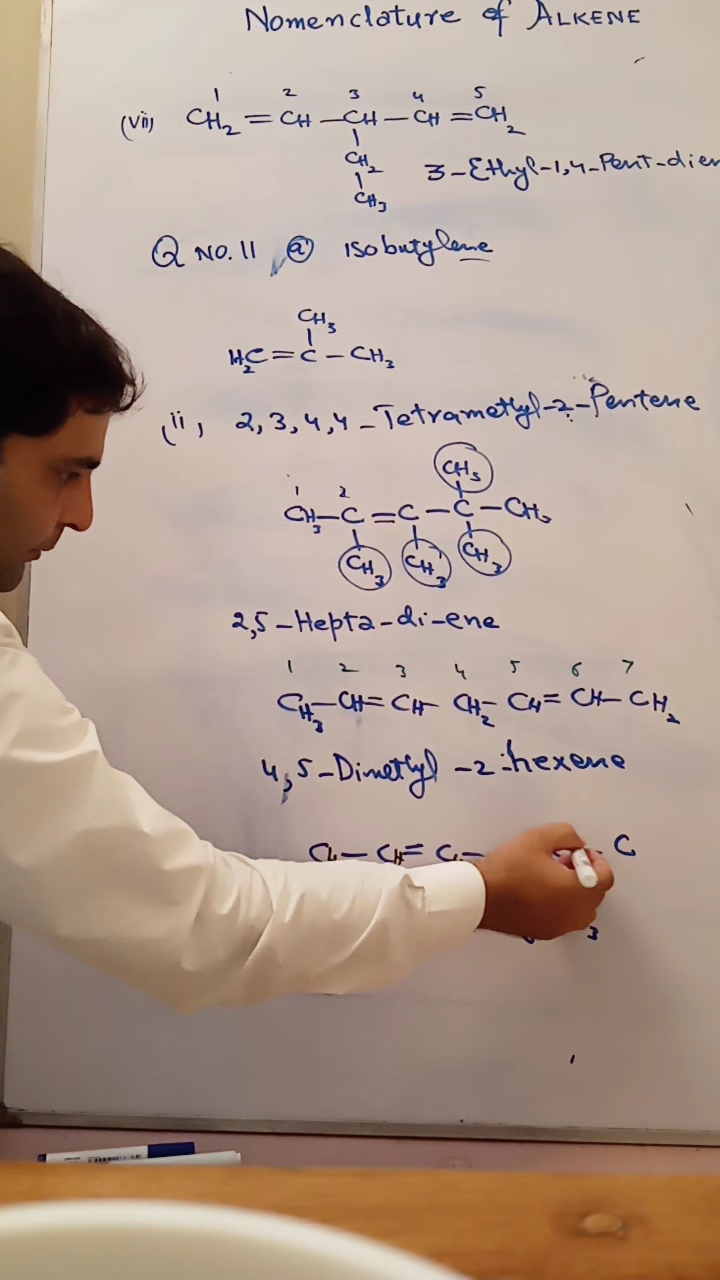 Nomenclature of ALKENE
1 2 3 4 5
(vii) CH2 = CH - CH - CH = CH2
CH2
CH3
3-Ethyl-1,4-Pent-dien
Q NO. 11 (a) isobutylene
CH3
H2C = C - CH3
(ii) 2,3,4,4-Tetramethyl-2-Pentene
CH3
1 2
CH3-C = C - C - CH3
CH3 CH3 CH3
2,5-Hepta-di-ene
1 2 3 4 5 6 7
CH3-CH=CH-CH2-CH=CH-CH2
4,5-Dimethyl-2-hexene
C
3